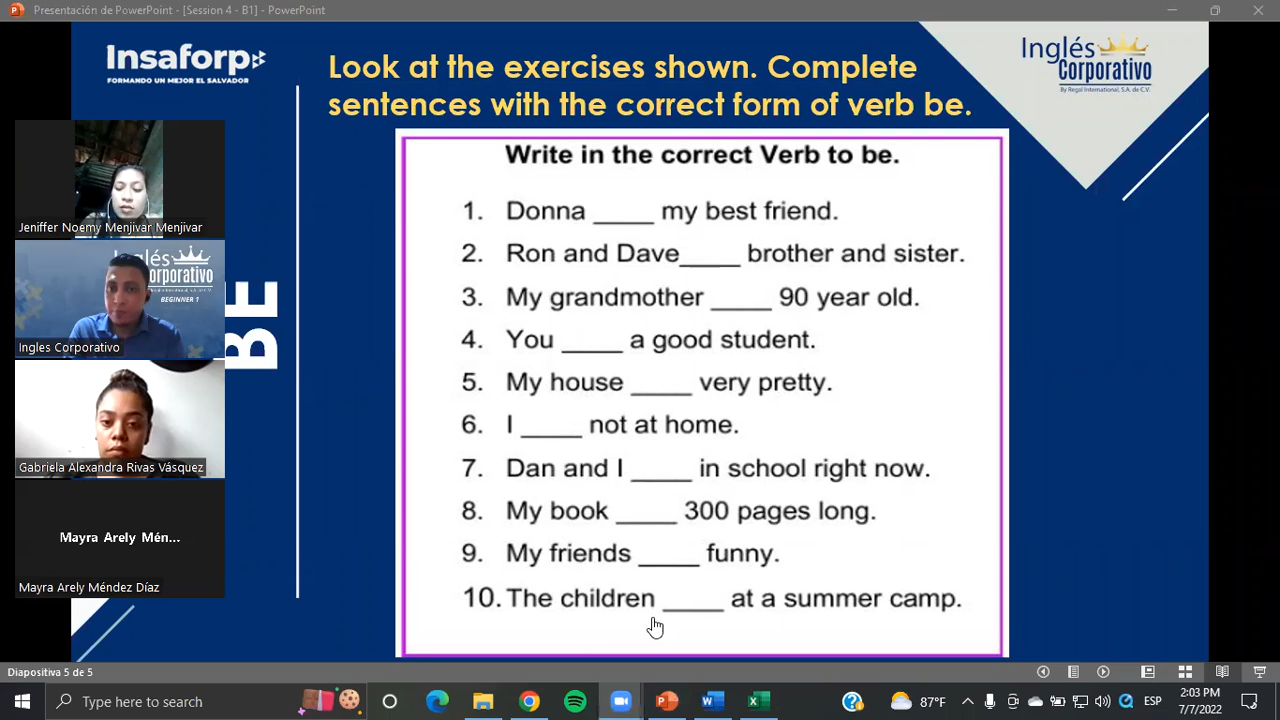 Presentación de PowerPoint - [Session 4 - B1] - PowerPoint
Insaforp
FORMANDO UN MEJOR EL SALVADOR
Look at the exercises shown. Complete
sentences with the correct form of verb be.
Inglés
Corporativo
By Regal International, S.A. de C.V.
Write in the correct Verb to be.
1. Donna ____ my best friend.
2. Ron and Dave____ brother and sister.
3. My grandmother ____ 90 year old.
4. You ____ a good student.
5. My house ____ very pretty.
6. I ____ not at home.
7. Dan and I ____ in school right now.
8. My book ____ 300 pages long.
9. My friends ____ funny.
10. The children ____ at a summer camp.
BE
Jeniffer Noemy Menjivar Menjivar
Inglés
Corporativo
BEGINNER 1
Ingles Corporativo
Gabriela Alexandra Rivas Vásquez
Mayra Arely Mén...
Mayra Arely Méndez Díaz
Diapositiva 5 de 5
Type here to search
87°F
ESP
2:03 PM
7/7/2022